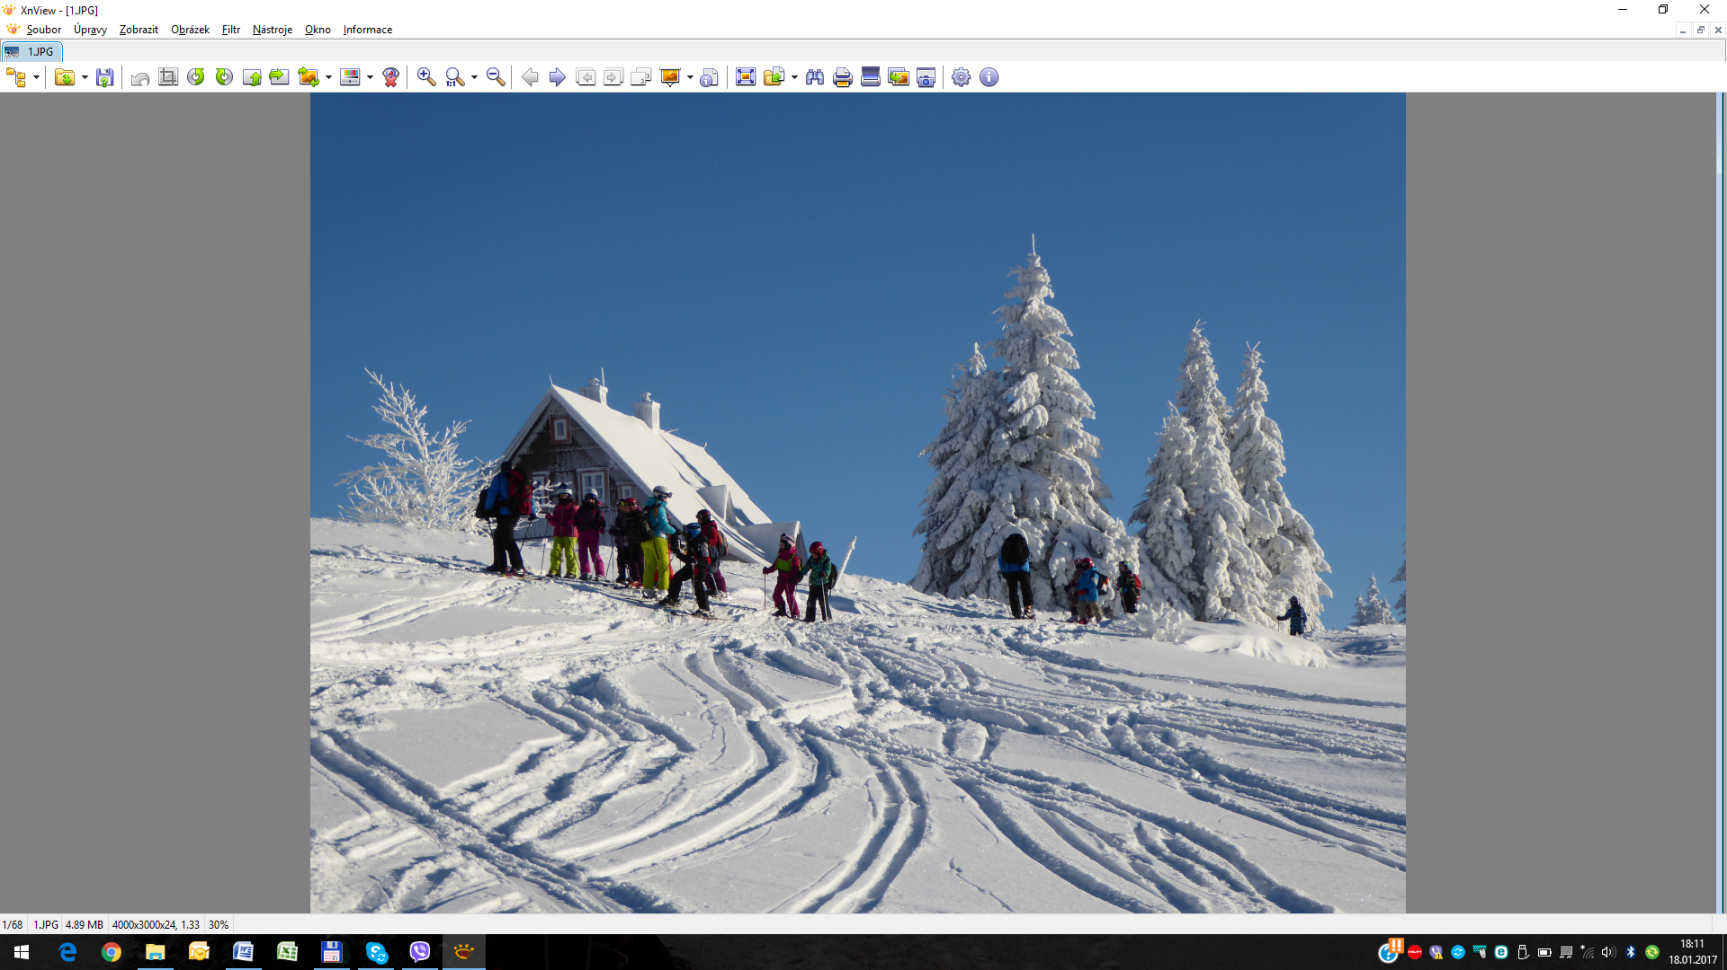 XnView - [1.JPG]
Soubor Úpravy Zobrazit Obrázek Filtr Nástroje Okno Informace
1.JPG
1/68 1.JPG 4.89 MB 4000x3000x24, 1.33 30%
18:11
18.01.2017